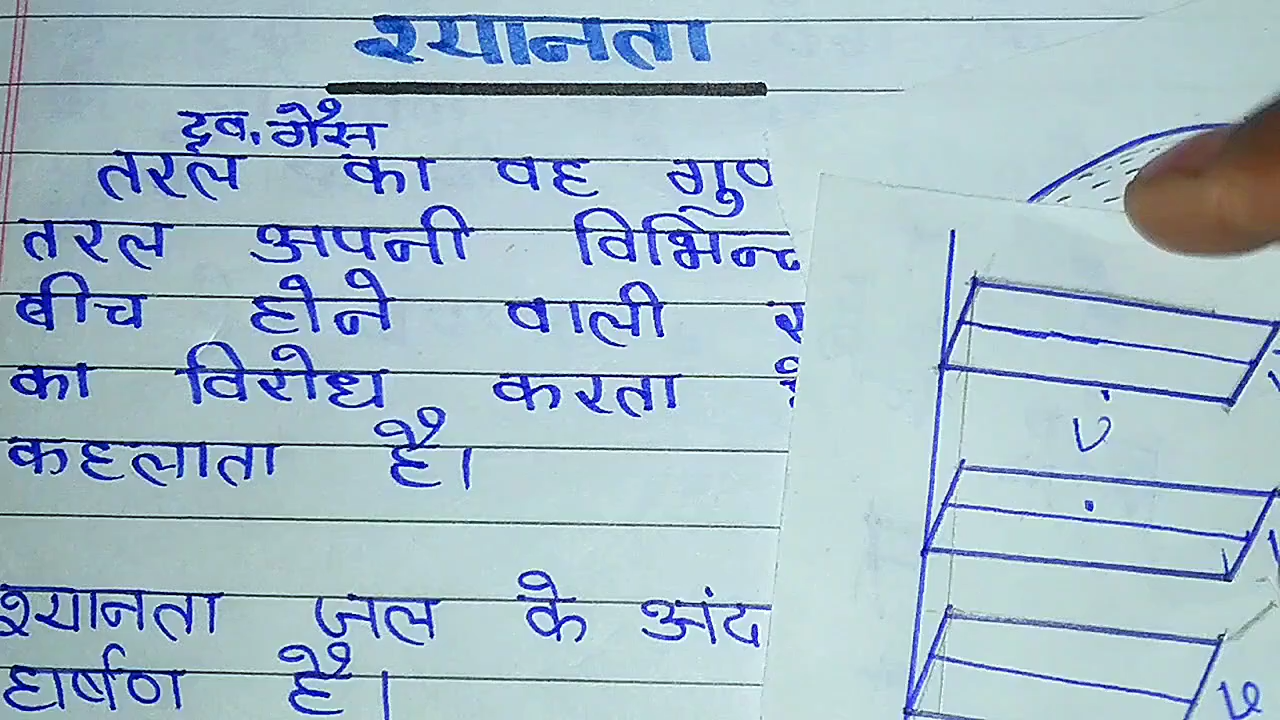 श्यानता
द्रव, गैस
तरल का वह गुण
तरल अपनी विभिन्न
बीच होने वाली
का विरोध करता
कहलाता है।
श्यानता जल के अंद
घर्षण है।
v